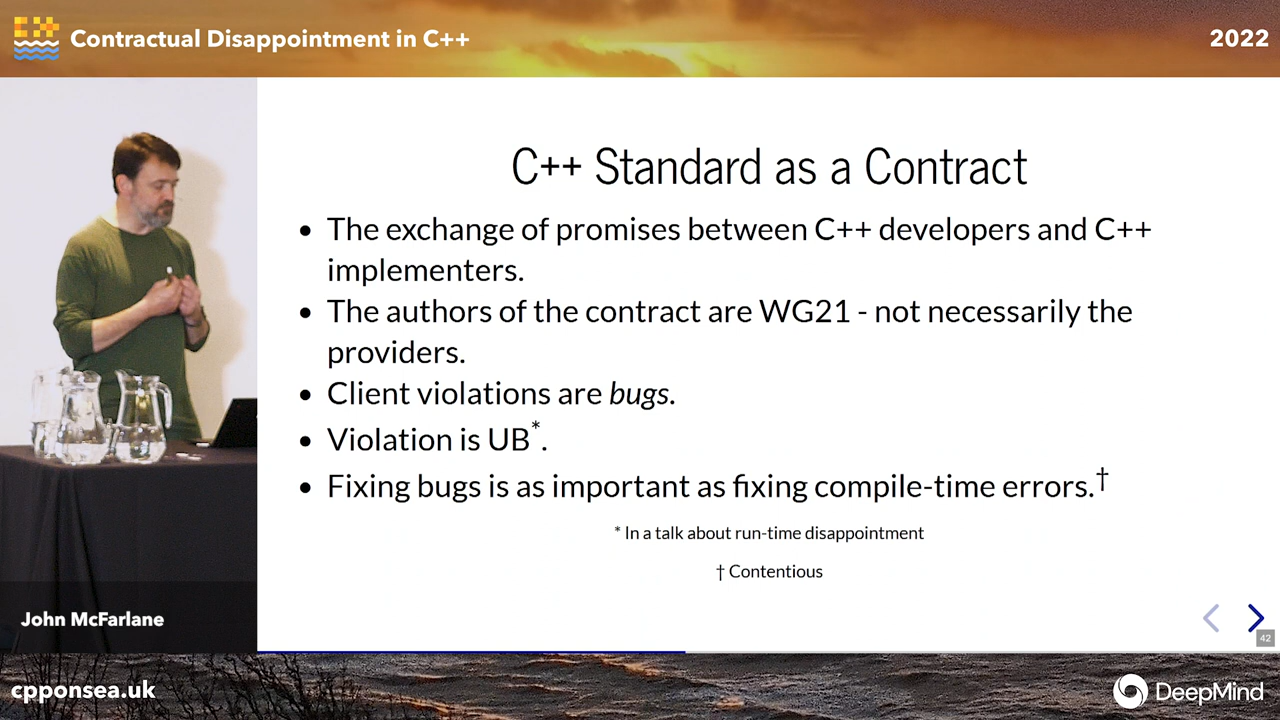 Contractual Disappointment in C++
2022
C++ Standard as a Contract
• The exchange of promises between C++ developers and C++
implementers.
• The authors of the contract are WG21 - not necessarily the
providers.
• Client violations are bugs.
• Violation is UB*.
• Fixing bugs is as important as fixing compile-time errors.†
* In a talk about run-time disappointment
† Contentious
42
John McFarlane
cpponsea.uk
DeepMind